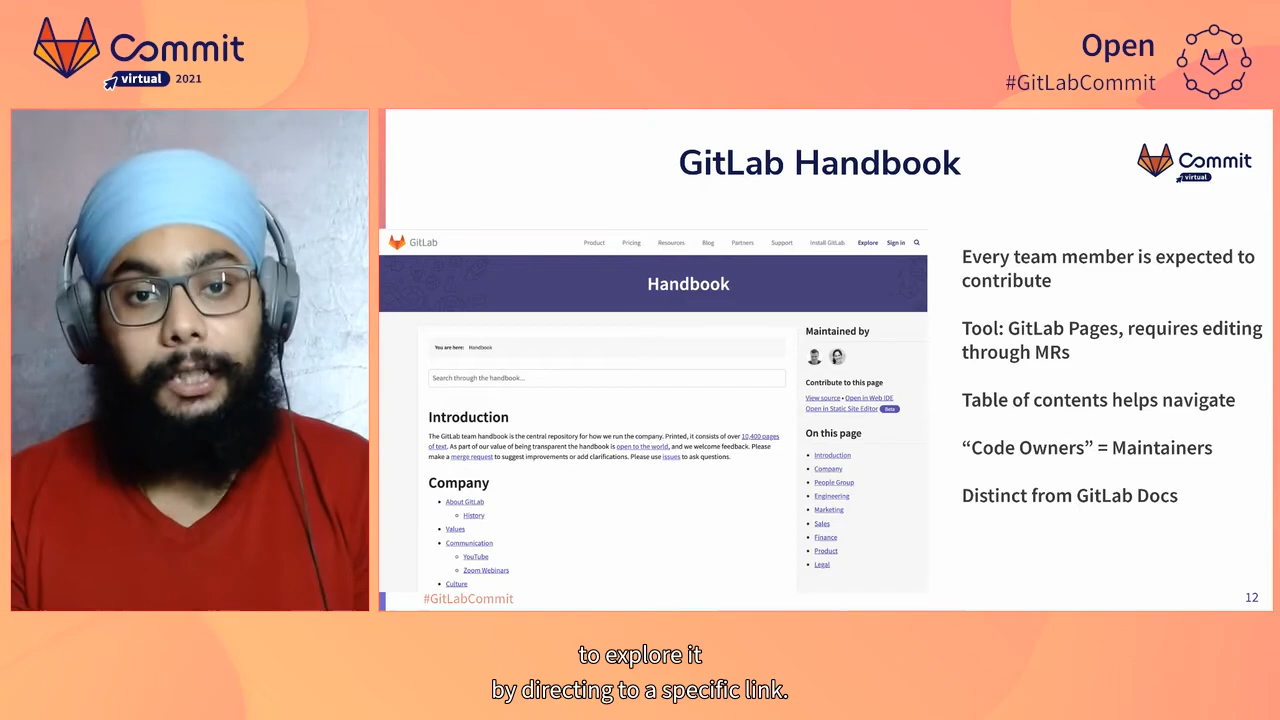 Commit
virtual 2021
Open
#GitLabCommit
GitLab Handbook
Commit
virtual
GitLab
Product Pricing Resources Blog Partners Support Install GitLab Explore Sign in
Handbook
You are here: Handbook
Search through the handbook...
Introduction
The GitLab team handbook is the central repository for how we run the company. Printed, it consists of over 10,400 pages
of text. As part of our value of being transparent the handbook is open to the world, and we welcome feedback. Please
make a merge request to suggest improvements or add clarifications. Please use issues to ask questions.
Company
About GitLab
History
Values
Communication
YouTube
Zoom Webinars
Culture
Maintained by
Contribute to this page
View source • Open in Web IDE
Open in Static Site Editor Beta
On this page
Introduction
Company
People Group
Engineering
Marketing
Sales
Finance
Product
Legal
Every team member is expected to
contribute
Tool: GitLab Pages, requires editing
through MRs
Table of contents helps navigate
“Code Owners” = Maintainers
Distinct from GitLab Docs
#GitLabCommit
12
to explore it
by directing to a specific link.